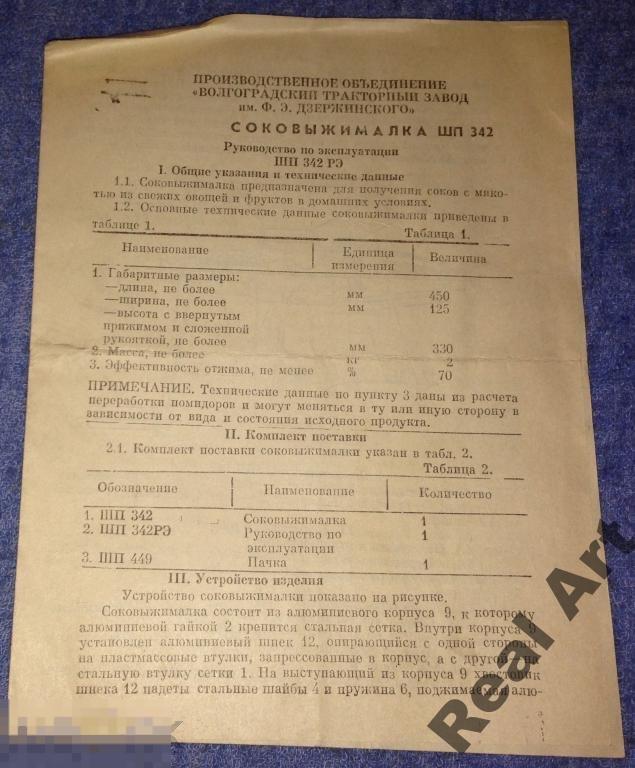 ПРОИЗВОДСТВЕННОЕ ОБЪЕДИНЕНИЕ
«ВОЛГОГРАДСКИЙ ТРАКТОРНЫЙ ЗАВОД
им. Ф. Э. ДЗЕРЖИНСКОГО»
СОКОВЫЖИМАЛКА ШП 342
Руководство по эксплуатации
ШП 342 РЭ
I. Общие указания и технические данные
1.1. Соковыжималка предназначена для получения соков с мяко-
тью из свежих овощей и фруктов в домашних условиях.
1.2. Основные технические данные соковыжималки приведены в
таблице 1.
Таблица 1.
Наименование Единица измерения Величина
1. Габаритные размеры:
—длина, не более мм 450
—ширина, не более мм 125
—высота с ввернутым
прижимом и сложенной
рукояткой, не более мм 330
2. Масса, не более кг 2
3. Эффективность отжима, не менее % 70
ПРИМЕЧАНИЕ. Технические данные по пункту 3 даны из расчета
переработки помидоров и могут меняться в ту или иную сторону в
зависимости от вида и состояния исходного продукта.
II. Комплект поставки
2.1. Комплект поставки соковыжималки указан в табл. 2.
Таблица 2.
Обозначение Наименование Количество
1. ШП 342 Соковыжималка 1
2. ШП 342РЭ Руководство по 1
эксплуатации
3. ШП 449 Пачка 1
III. Устройство изделия
Устройство соковыжималки показано на рисунке.
Соковыжималка состоит из алюминиевого корпуса 9, к которому
алюминиевой гайкой 2 крепится стальная сетка. Внутри корпуса 9
установлен алюминиевый шнек 12, опирающийся с одной стороны
на пластмассовые втулки, запрессованные в корпус, а с другой—на
стальную втулку сетки 1. На выступающий из корпуса 9 хвостовик
шнека 12 надеты стальные шайбы 4 и пружина 6, поджимаемая алю-
Real Art